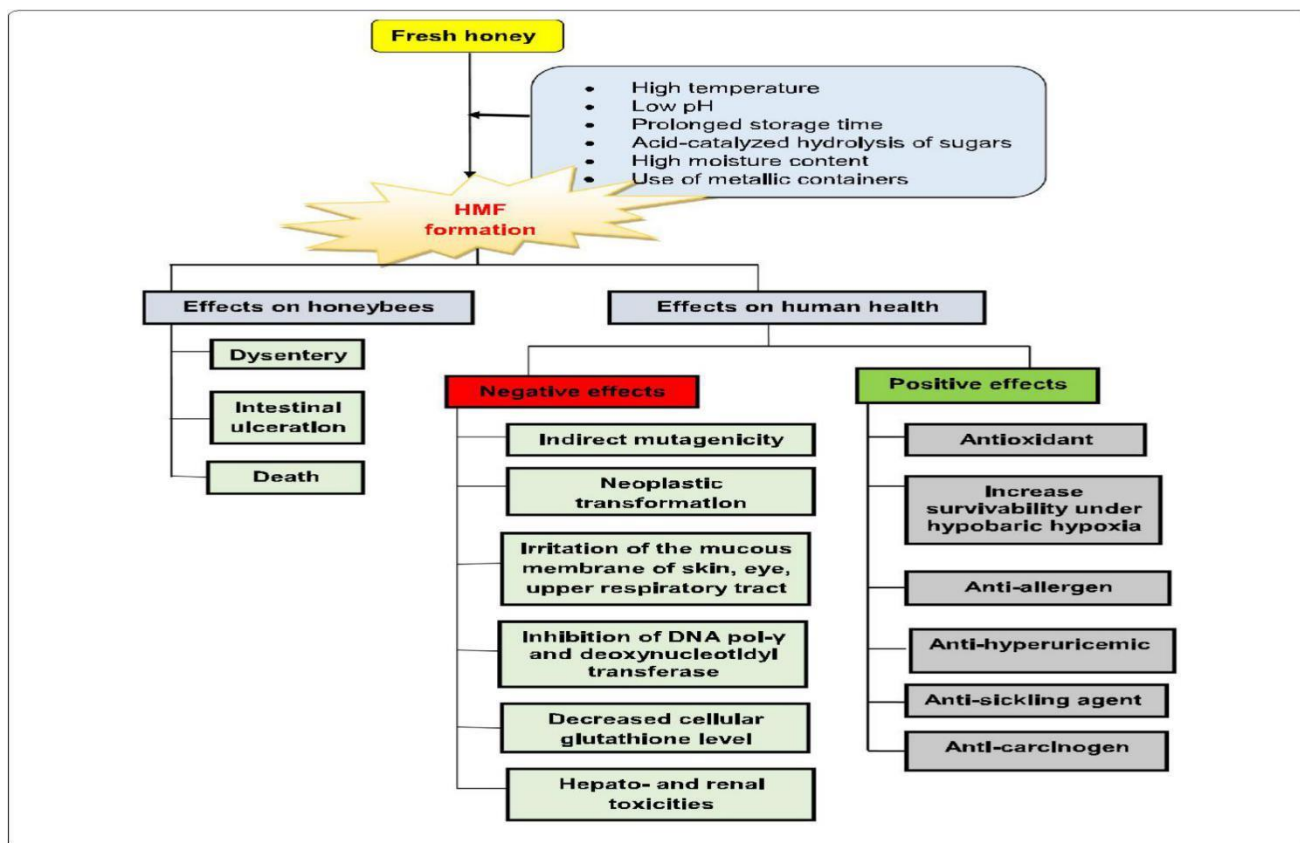 Fresh honey
• High temperature
• Low pH
• Prolonged storage time
• Acid-catalyzed hydrolysis of sugars
• High moisture content
• Use of metallic containers
HMF
formation
Effects on honeybees
Dysentery
Intestinal
ulceration
Death
Effects on human health
Negative effects
Indirect mutagenicity
Neoplastic
transformation
Irritation of the mucous
membrane of skin, eye,
upper respiratory tract
Inhibition of DNA pol-γ
and deoxynucleotidyl
transferase
Decreased cellular
glutathione level
Hepato- and renal
toxicities
Positive effects
Antioxidant
Increase
survivability under
hypobaric hypoxia
Anti-allergen
Anti-hyperuricemic
Anti-sickling agent
Anti-carcinogen